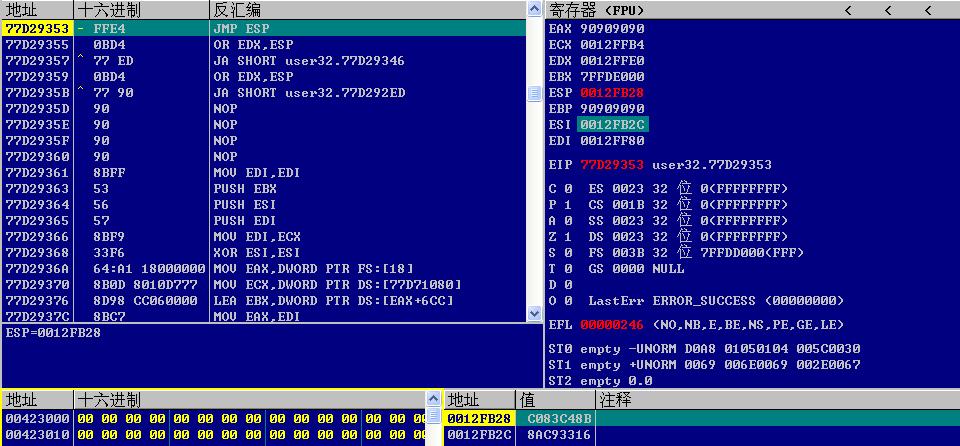 地址 十六进制 反汇编
77D29353 - FFE4 JMP ESP
77D29355 0BD4 OR EDX,ESP
77D29357 ^ 77 ED JA SHORT user32.77D29346
77D29359 0BD4 OR EDX,ESP
77D2935B ^ 77 90 JA SHORT user32.77D292ED
77D2935D 90 NOP
77D2935E 90 NOP
77D2935F 90 NOP
77D29360 90 NOP
77D29361 8BFF MOV EDI,EDI
77D29363 53 PUSH EBX
77D29364 56 PUSH ESI
77D29365 57 PUSH EDI
77D29366 8BF9 MOV EDI,ECX
77D29368 33F6 XOR ESI,ESI
77D2936A 64:A1 18000000 MOV EAX,DWORD PTR FS:[18]
77D29370 8B0D 8010D777 MOV ECX,DWORD PTR DS:[77D71080]
77D29376 8D98 CC060000 LEA EBX,DWORD PTR DS:[EAX+6CC]
77D2937C 8BC7 MOV EAX,EDI
ESP=0012FB28
寄存器 (FPU) < < <
EAX 90909090
ECX 0012FFB4
EDX 0012FFE0
EBX 7FFDE000
ESP 0012FB28
EBP 90909090
ESI 0012FB2C
EDI 0012FF80
EIP 77D29353 user32.77D29353
C 0 ES 0023 32 位 0(FFFFFFFF)
P 1 CS 001B 32 位 0(FFFFFFFF)
A 0 SS 0023 32 位 0(FFFFFFFF)
Z 1 DS 0023 32 位 0(FFFFFFFF)
S 0 FS 003B 32 位 7FFDD000(FFF)
T 0 GS 0000 NULL
D 0
O 0 LastErr ERROR_SUCCESS (00000000)
EFL 00000246 (NO,NB,E,BE,NS,PE,GE,LE)
ST0 empty -UNORM D0A8 01050104 005C0030
ST1 empty +UNORM 0069 006E0069 002E0067
ST2 empty 0.0
地址 十六进制
00423000 00 00 00 00 00 00 00 00 00 00 00 00
00423010 00 00 00 00 00 00 00 00 00 00 00 00
地址 值 注释
0012FB28 C083C48B
0012FB2C 8AC93316